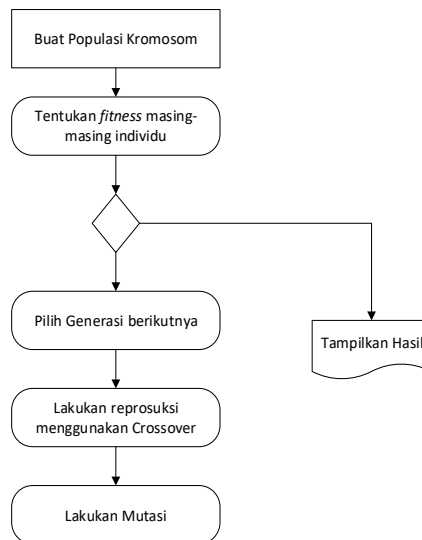 Buat Populasi Kromosom
Tentukan fitness masing-
masing individu
Pilih Generasi berikutnya
Tampilkan Hasil
Lakukan reprosuksi
menggunakan Crossover
Lakukan Mutasi